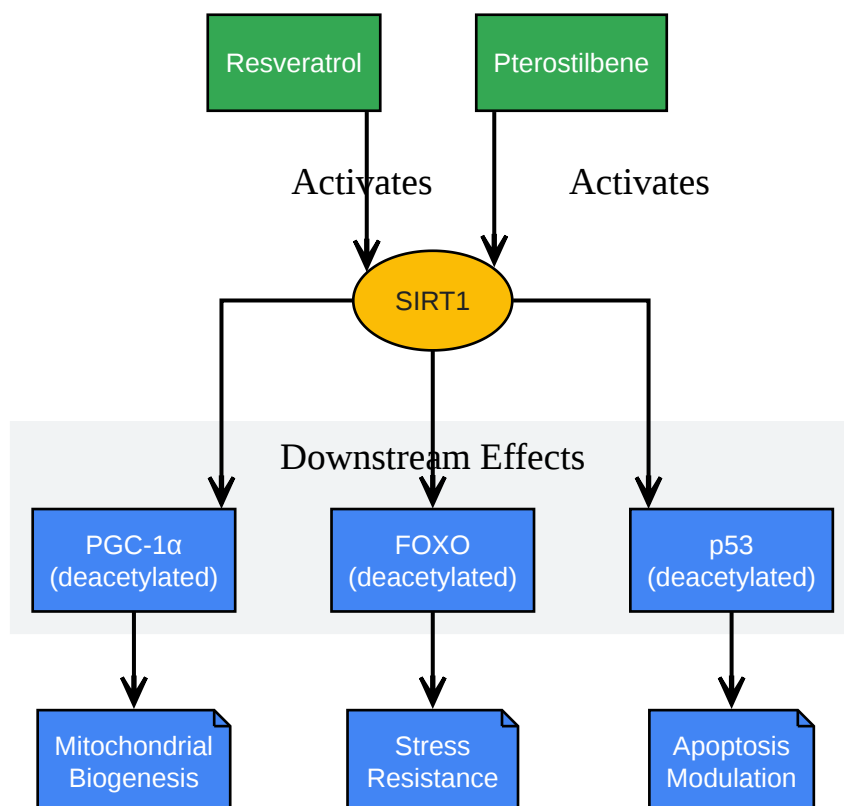 Resveratrol
Pterostilbene
Activates
Activates
SIRT1
Downstream Effects
PGC-1α
(deacetylated)
FOXO
(deacetylated)
p53
(deacetylated)
Mitochondrial
Biogenesis
Stress
Resistance
Apoptosis
Modulation